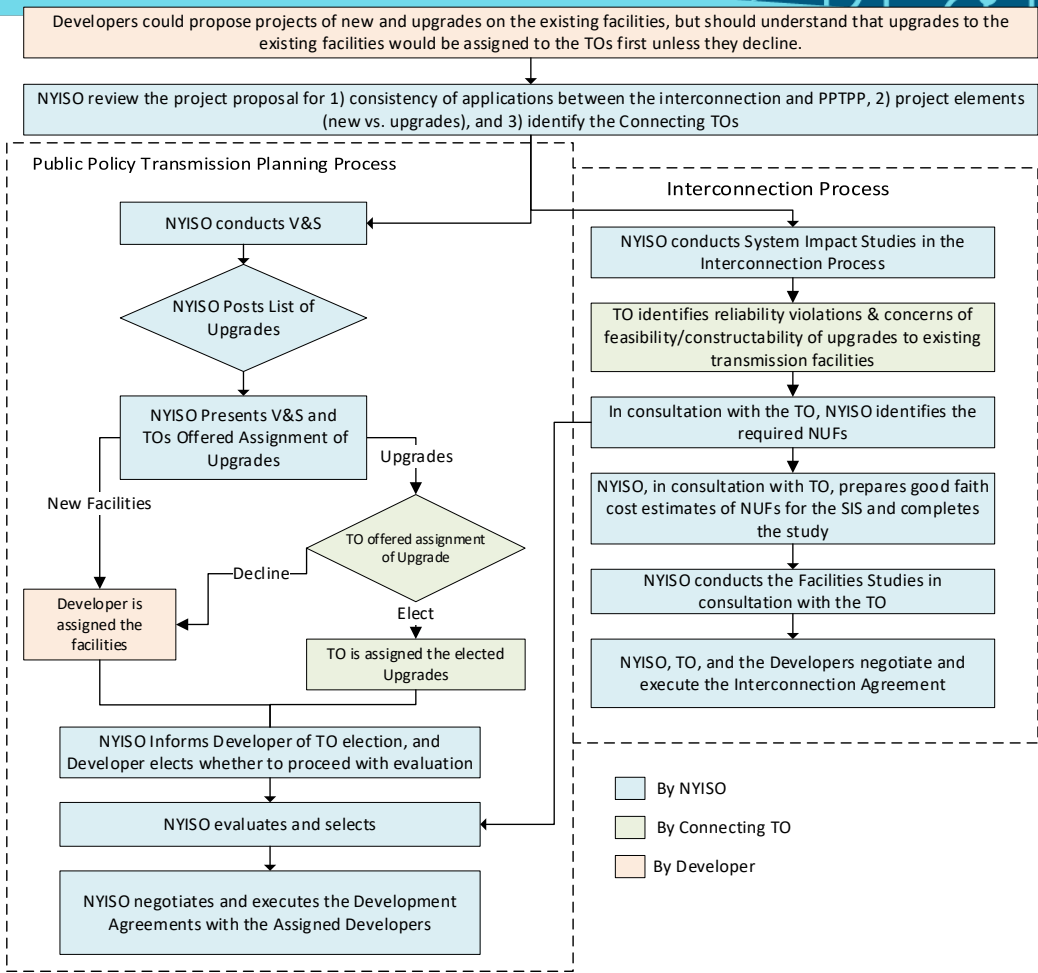 Developers could propose projects of new and upgrades on the existing facilities, but should understand that upgrades to the
existing facilities would be assigned to the TOs first unless they decline.
NYISO review the project proposal for 1) consistency of applications between the interconnection and PPTPP, 2) project elements
(new vs. upgrades), and 3) identify the Connecting TOs
Public Policy Transmission Planning Process
NYISO conducts V&S
NYISO Posts List of
Upgrades
NYISO Presents V&S and
TOs Offered Assignment of
Upgrades
Upgrades
New Facilities
TO offered assignment
of Upgrade
Decline
Developer is
assigned the
facilities
Elect
TO is assigned the elected
Upgrades
NYISO Informs Developer of TO election, and
Developer elects whether to proceed with evaluation
NYISO evaluates and selects
NYISO negotiates and executes the Development
Agreements with the Assigned Developers
Interconnection Process
NYISO conducts System Impact Studies in the
Interconnection Process
TO identifies reliability violations & concerns of
feasibility/constructability of upgrades to existing
transmission facilities
In consultation with the TO, NYISO identifies the
required NUFs
NYISO, in consultation with TO, prepares good faith
cost estimates of NUFs for the SIS and completes
the study
NYISO conducts the Facilities Studies in
consultation with the TO
NYISO, TO, and the Developers negotiate and
execute the Interconnection Agreement
By NYISO
By Connecting TO
By Developer